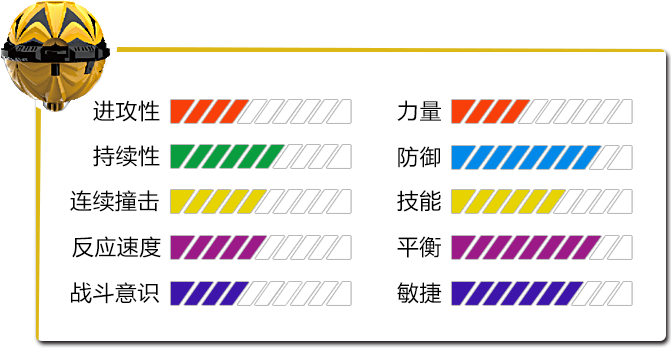 进攻性 力量
持续性 防御
连续撞击 技能
反应速度 平衡
战斗意识 敏捷